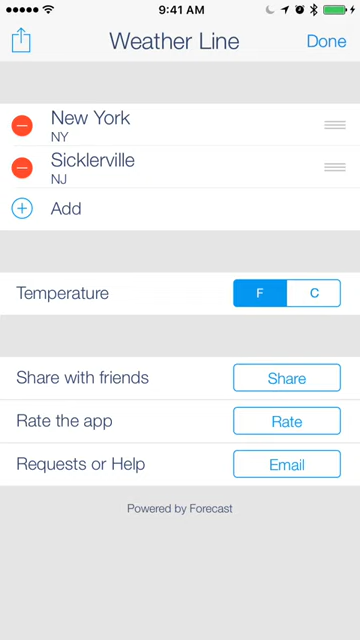 9:41 AM
Weather Line
Done
New York
NY
Sicklerville
NJ
Add
Temperature
F
C
Share with friends
Share
Rate the app
Rate
Requests or Help
Email
Powered by Forecast